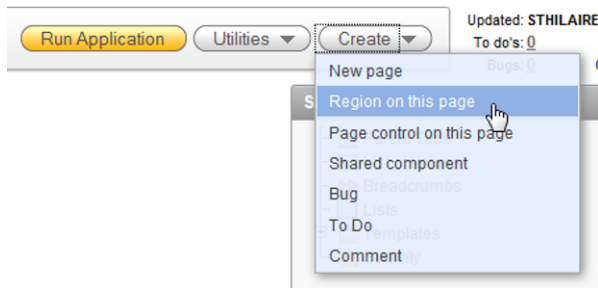 Run Application Utilities Create
Updated: STHILAIRE
To do's: 0
Bugs: 0
New page
Region on this page
Page control on this page
Shared component
Breadcrumbs
Bug
Lists
To Do
Templates
Comment